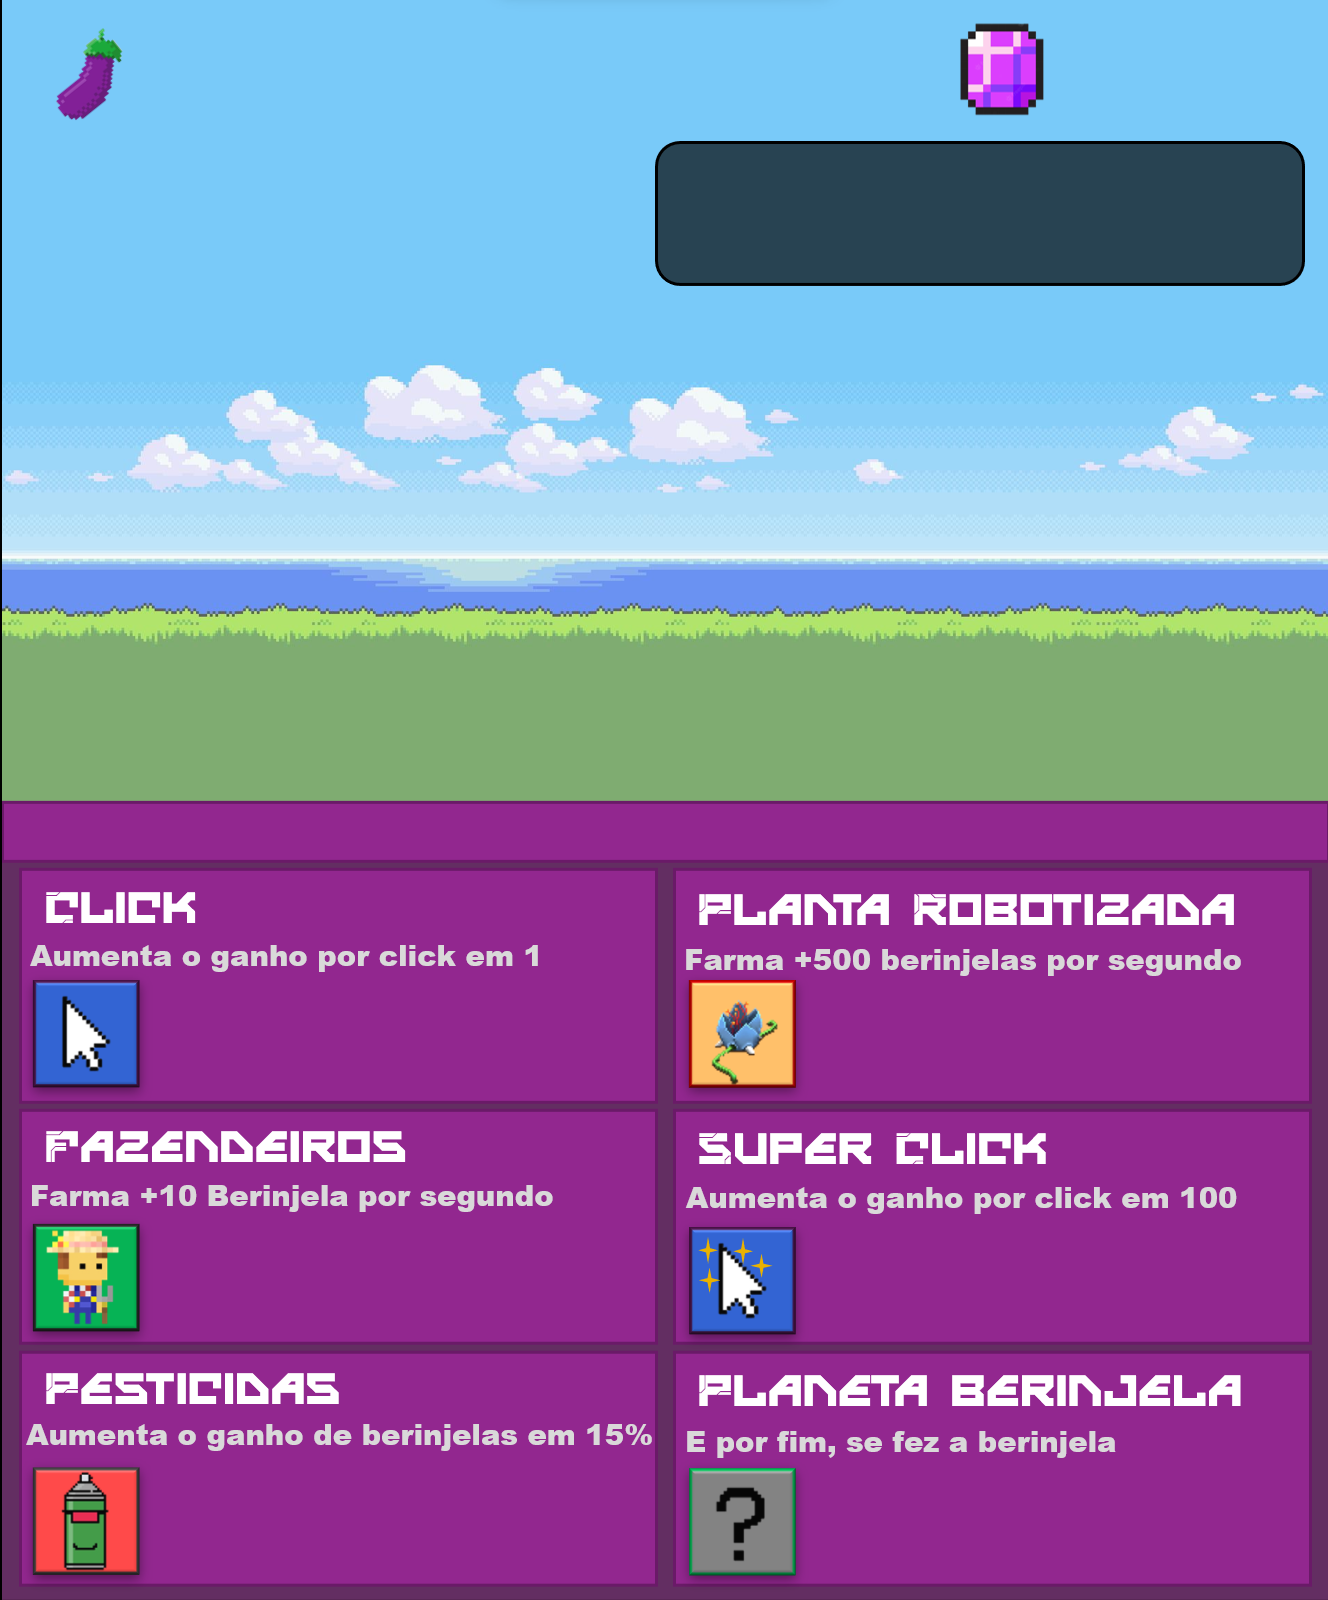 CLICK
Aumenta o ganho por click em 1
PLANTA ROBOTIZADA
Farma +500 berinjelas por segundo
FAZENDEIROS
Farma +10 Berinjela por segundo
SUPER CLICK
Aumenta o ganho por click em 100
PESTICIDAS
Aumenta o ganho de berinjelas em 15%
PLANETA BERINJELA
E por fim, se fez a berinjela
?